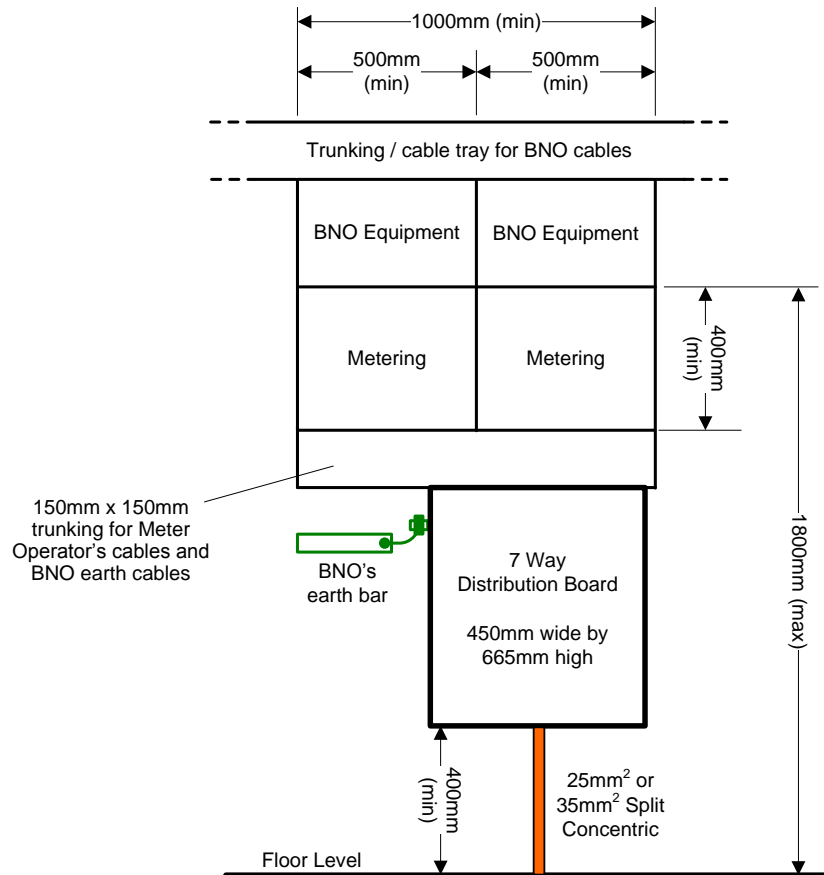 1000mm (min)
500mm
(min)
500mm
(min)
Trunking / cable tray for BNO cables
BNO Equipment
BNO Equipment
Metering
Metering
400mm
(min)
150mm x 150mm
trunking for Meter
Operator's cables and
BNO earth cables
BNO's
earth bar
7 Way
Distribution Board
450mm wide by
665mm high
1800mm (max)
400mm
(min)
25mm² or
35mm² Split
Concentric
Floor Level